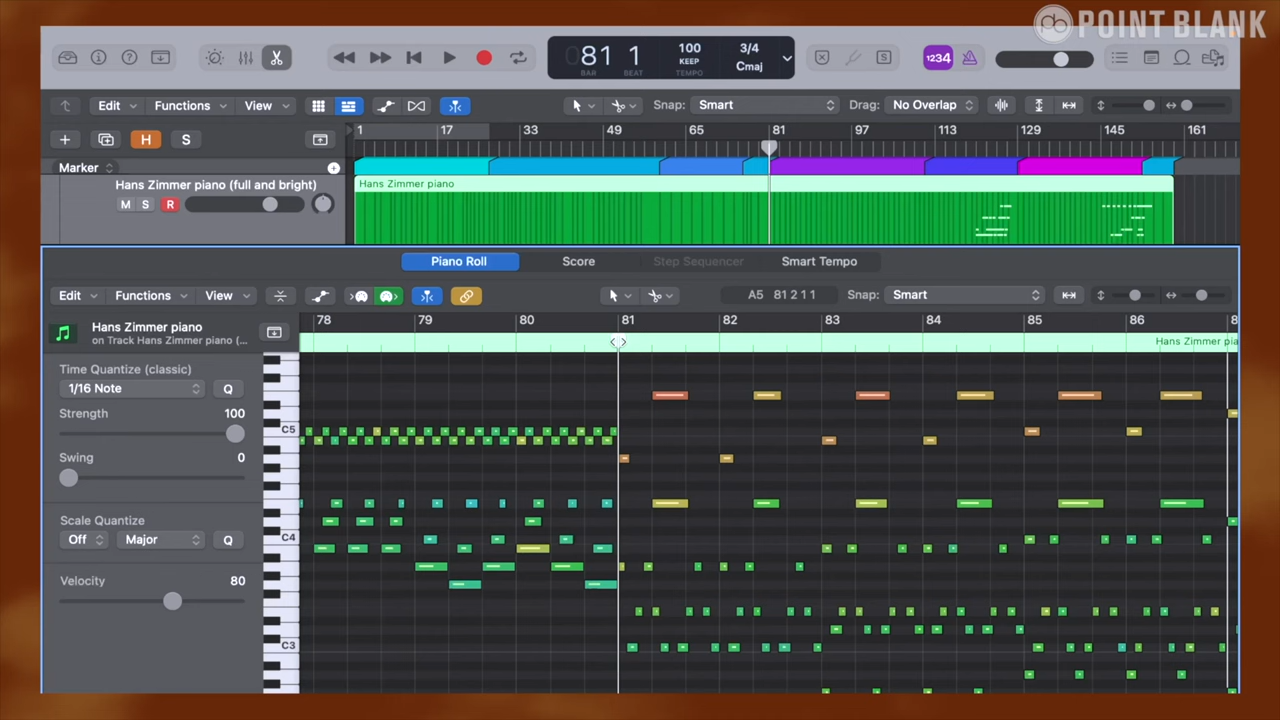 POINT BLANK
81 1
BAR BEAT
100
KEEP
TEMPO
3/4
Cmaj
1234
Edit Functions View Snap: Smart Drag: No Overlap
H S
1 17 33 49 65 81 97 113 129 145 161
Marker
Hans Zimmer piano (full and bright)
M S R
Hans Zimmer piano
Piano Roll Score Step Sequencer Smart Tempo
Edit Functions View A5 81 2 1 1 Snap: Smart
78 79 80 81 82 83 84 85 86 8
Hans Zimmer piano
on Track Hans Zimmer piano (...
Hans Zimmer pia
Time Quantize (classic)
1/16 Note Q
Strength 100
Swing 0
Scale Quantize
Off Major Q
Velocity 80
C5
C4
C3